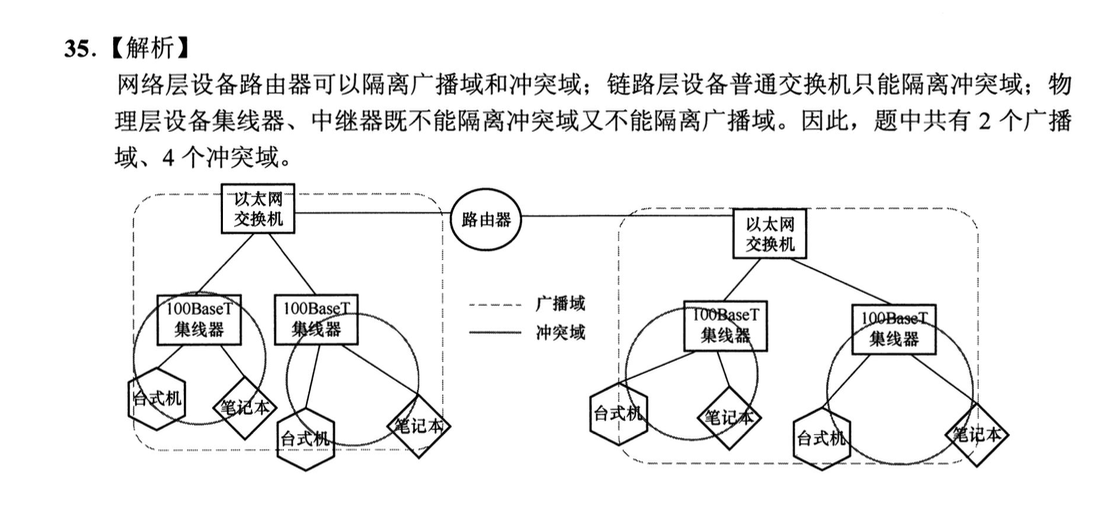 35.【解析】
网络层设备路由器可以隔离广播域和冲突域；链路层设备普通交换机只能隔离冲突域；物
理层设备集线器、中继器既不能隔离冲突域又不能隔离广播域。因此，题中共有 2 个广播
域、4 个冲突域。
以太网
交换机
路由器
以太网
交换机
100BaseT
集线器
100BaseT
集线器
广播域
冲突域
100BaseT
集线器
100BaseT
集线器
台式机
笔记本
台式机
笔记本
台式机
笔记本
台式机
笔记本